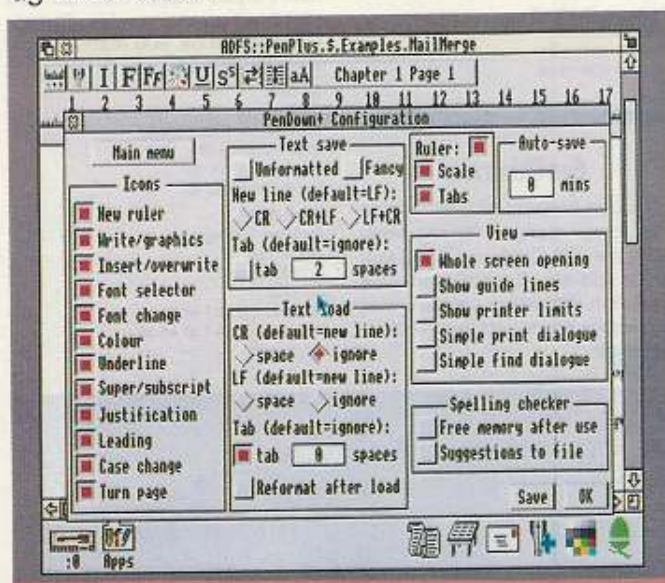 ADFS::PenPlus.$.Examples.MailMerge
I F FF U S⁵ aA Chapter 1 Page 1
1 2 3 4 5 6 7 8 9 10 11 12 13 14 15 16 17
PenDown+ Configuration
Main menu
Icons
New ruler
Write/graphics
Insert/overwrite
Font selector
Font change
Colour
Underline
Super/subscript
Justification
Leading
Case change
Turn page
Text save
Unformatted Fancy
New line (default=LF):
CR CR+LF LF+CR
Tab (default=ignore):
tab 2 spaces
Text load
CR (default=new line):
space ignore
LF (default=new line):
space ignore
Tab (default=ignore):
tab 0 spaces
Reformat after load
Ruler:
Scale
Tabs
Auto-save
0 mins
View
Whole screen opening
Show guide lines
Show printer limits
Simple print dialogue
Simple find dialogue
Spelling checker
Free memory after use
Suggestions to file
Save OK
:0 Apps